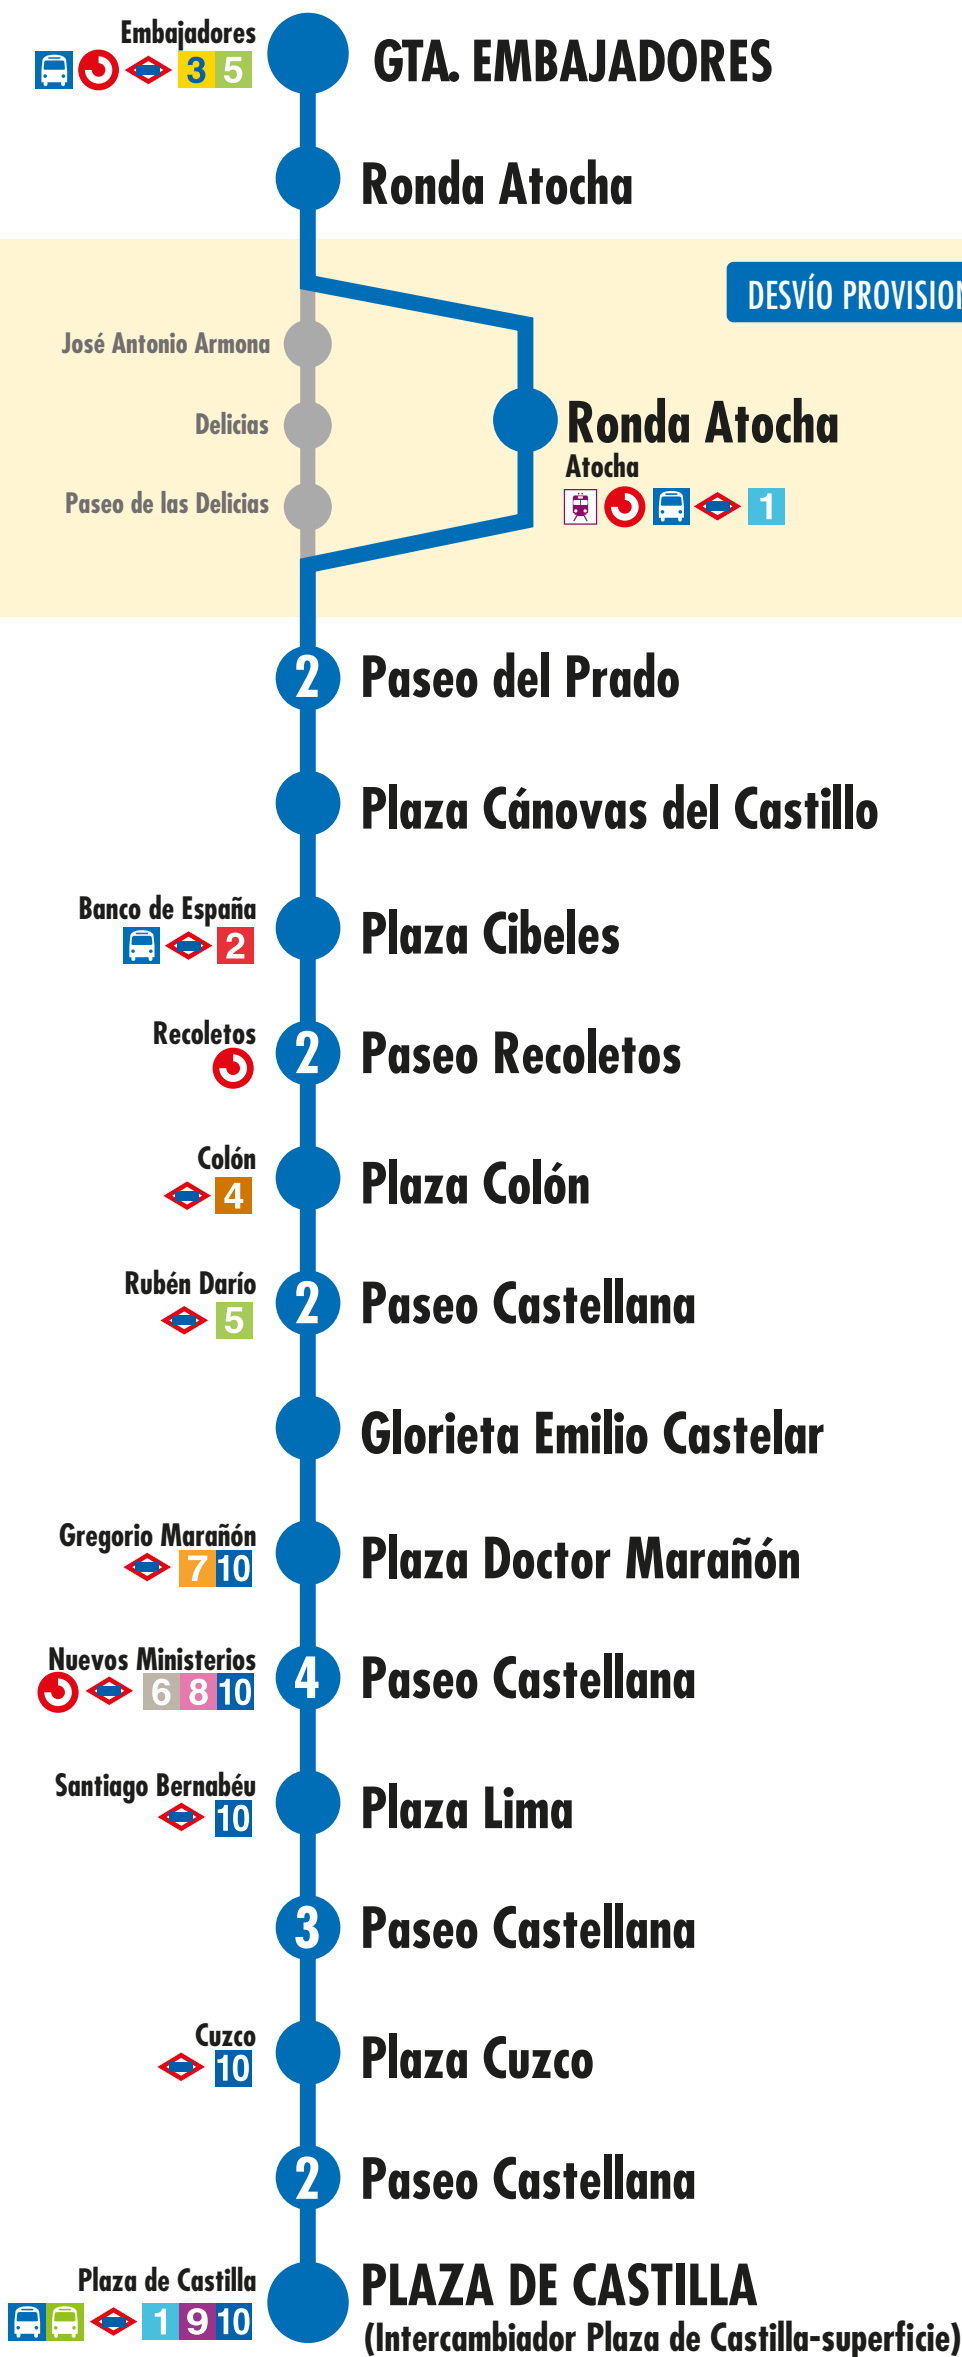 Embajadores
3 5
GTA. EMBAJADORES
Ronda Atocha
DESVÍO PROVISION
José Antonio Armona
Delicias
Paseo de las Delicias
Ronda Atocha
Atocha
1
2 Paseo del Prado
Plaza Cánovas del Castillo
Banco de España
2
Plaza Cibeles
Recoletos
2 Paseo Recoletos
Colón
4
Plaza Colón
Rubén Darío
5
2 Paseo Castellana
Glorieta Emilio Castelar
Gregorio Marañón
7 10
Plaza Doctor Marañón
Nuevos Ministerios
6 8 10
4 Paseo Castellana
Santiago Bernabéu
10
Plaza Lima
3 Paseo Castellana
Cuzco
10
Plaza Cuzco
2 Paseo Castellana
Plaza de Castilla
1 9 10
PLAZA DE CASTILLA
(Intercambiador Plaza de Castilla-superficie)